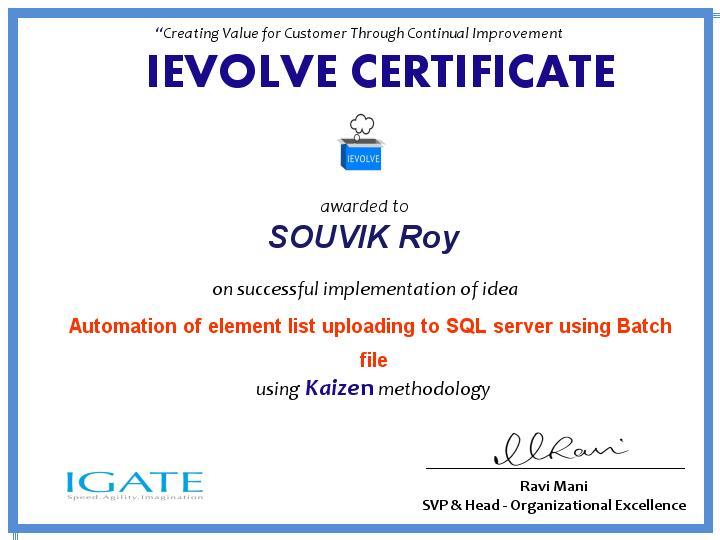 “Creating Value for Customer Through Continual Improvement
IEVOLVE CERTIFICATE
IEVOLVE
awarded to
SOUVIK Roy
on successful implementation of idea
Automation of element list uploading to SQL server using Batch
file
using Kaizen methodology
Ravi Mani
SVP & Head - Organizational Excellence
IGATE
Speed.Agility.Imagination